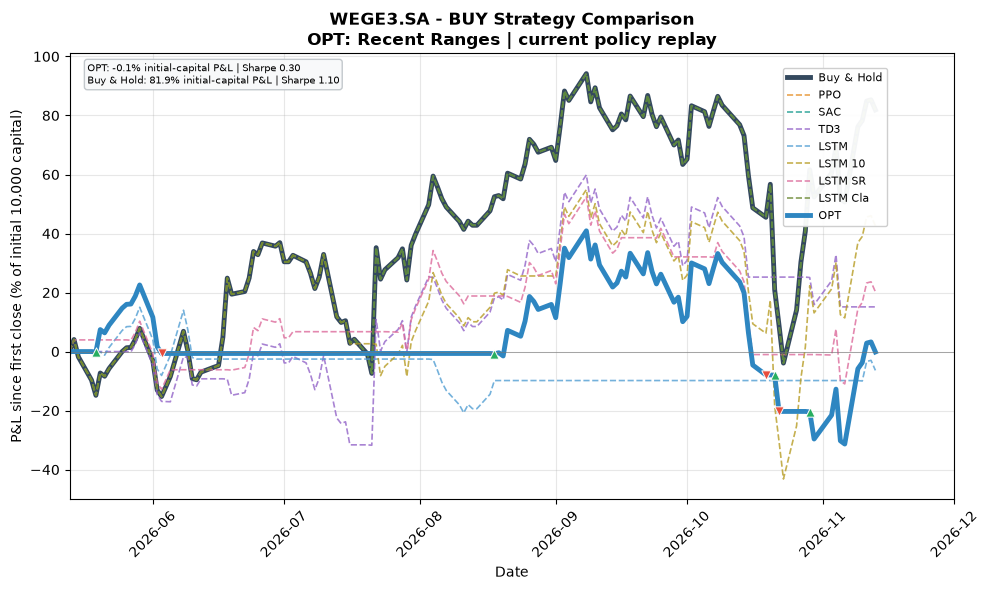 WEGE3.SA - BUY Strategy Comparison
OPT: Recent Ranges | current policy replay
OPT: -0.1% initial-capital P&L | Sharpe 0.30
Buy & Hold: 81.9% initial-capital P&L | Sharpe 1.10
Buy & Hold
PPO
SAC
TD3
LSTM
LSTM 10
LSTM SR
LSTM Cla
OPT
P&L since first close (% of initial 10,000 capital)
100
80
60
40
20
0
−20
−40
2026-06
2026-07
2026-08
2026-09
2026-10
2026-11
2026-12
Date